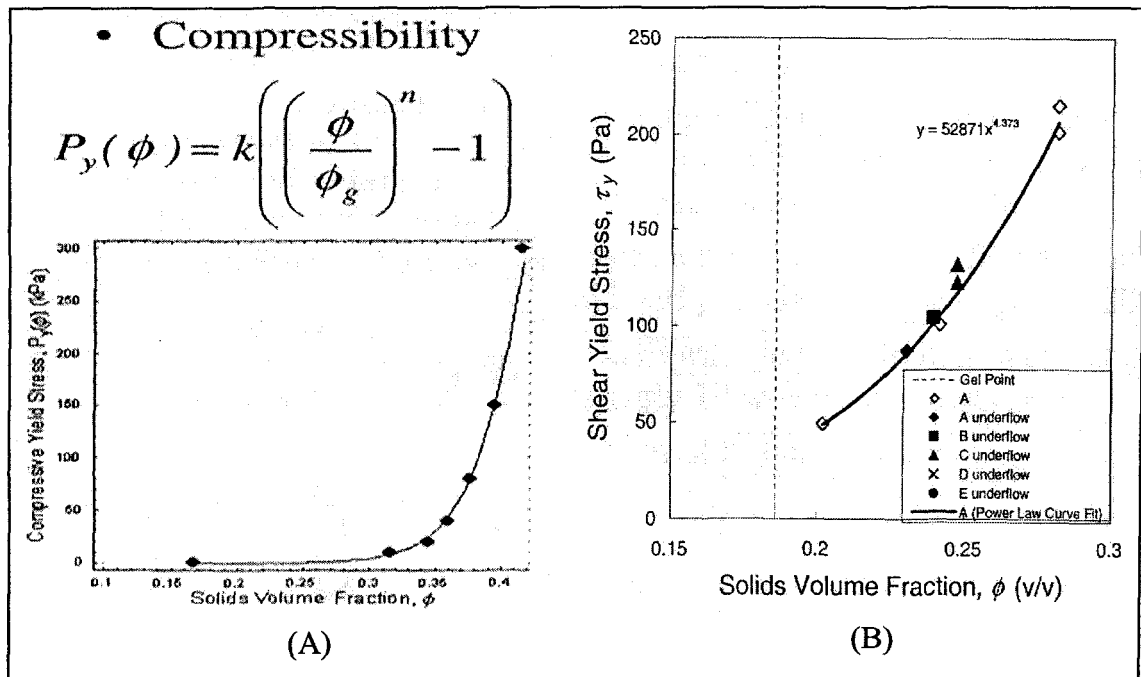 • Compressibility
P_y(ϕ) = k((ϕ/ϕ_g)^n − 1)
Compressive Yield Stress, P_y(ϕ) (kPa)
300
250
150
100
50
0
0.1
0.15
0.2
0.25
0.3
0.35
0.4
Solids Volume Fraction, ϕ
(A)
Shear Yield Stress, τ_y (Pa)
250
200
150
100
50
0
y = 52871x^4.373
Gel Point
A
A underflow
B underflow
C underflow
D underflow
E underflow
A (Power Law Curve Fit)
0.15
0.2
0.25
0.3
Solids Volume Fraction, ϕ (v/v)
(B)